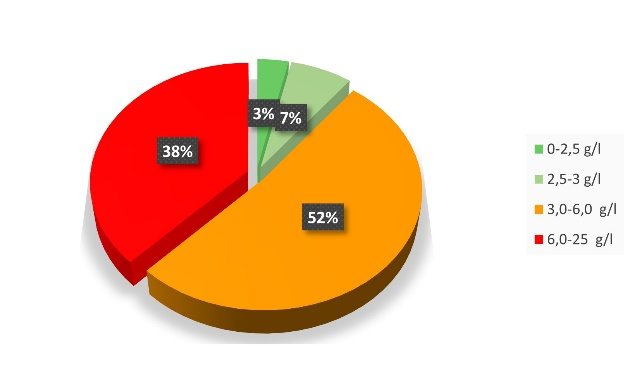 3%
7%
38%
52%
0-2,5 g/l
2,5-3 g/l
3,0-6,0 g/l
6,0-25 g/l